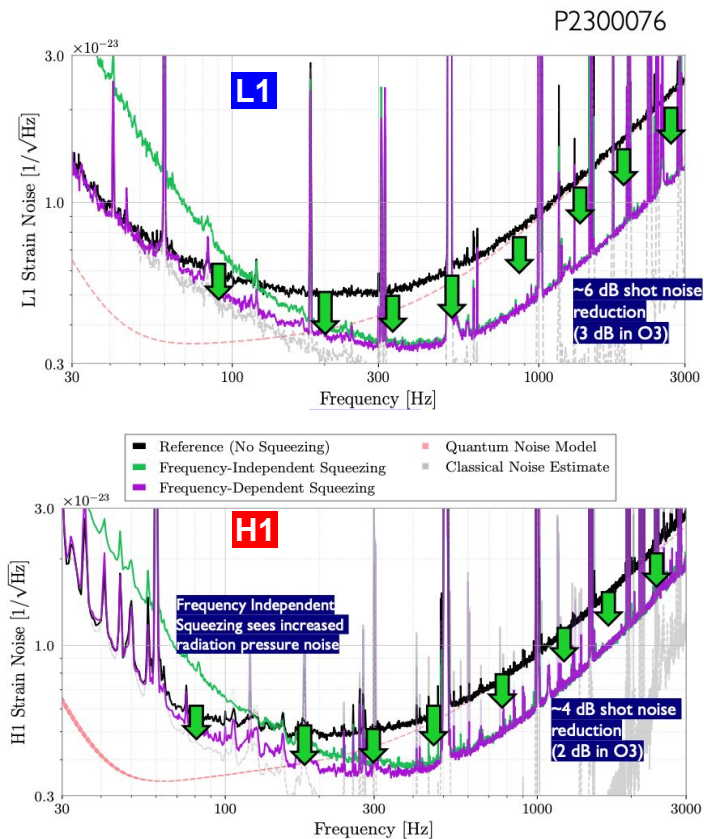 P2300076
×10⁻²³
3.0
L1
1.0
0.3
L1 Strain Noise [1/√Hz]
~6 dB shot noise
reduction
(3 dB in O3)
30 100 300 1000 3000
Frequency [Hz]
Reference (No Squeezing)
Frequency-Independent Squeezing
Frequency-Dependent Squeezing
Quantum Noise Model
Classical Noise Estimate
×10⁻²³
3.0
H1
1.0
0.3
H1 Strain Noise [1/√Hz]
Frequency Independent
Squeezing sees increased
radiation pressure noise
~4 dB shot noise
reduction
(2 dB in O3)
30 100 300 1000 3000
Frequency [Hz]